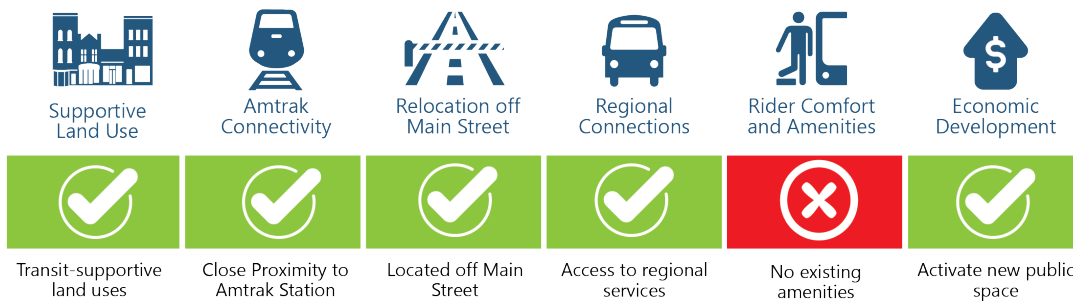 $
Supportive
Land Use
Amtrak
Connectivity
Relocation off
Main Street
Regional
Connections
Rider Comfort
and Amenities
Economic
Development
Transit-supportive
land uses
Close Proximity to
Amtrak Station
Located off Main
Street
Access to regional
services
No existing
amenities
Activate new public
space